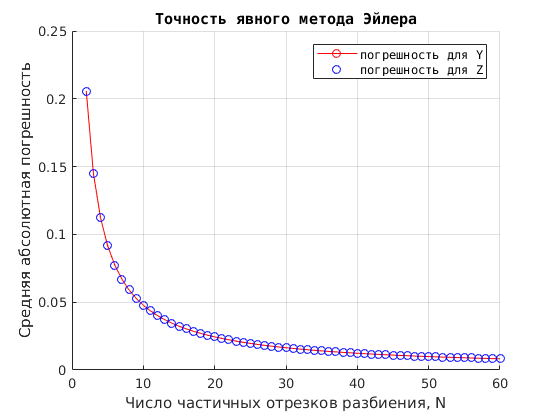 Точность явного метода Эйлера
погрешность для Y
погрешность для Z
Средняя абсолютная погрешность
0.25
0.2
0.15
0.1
0.05
0
0 10 20 30 40 50 60
Число частичных отрезков разбиения, N